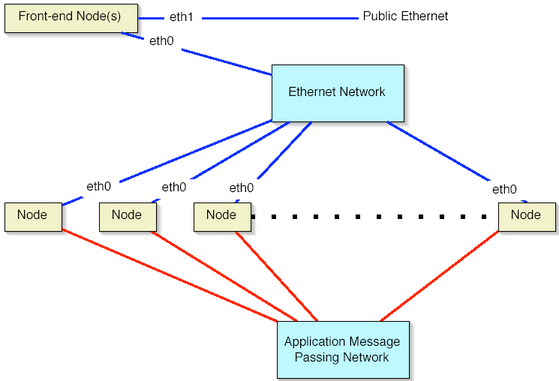 Front-end Node(s)
eth1
Public Ethernet
eth0
Ethernet Network
eth0
eth0
eth0
eth0
Node
Node
Node
Node
Application Message
Passing Network